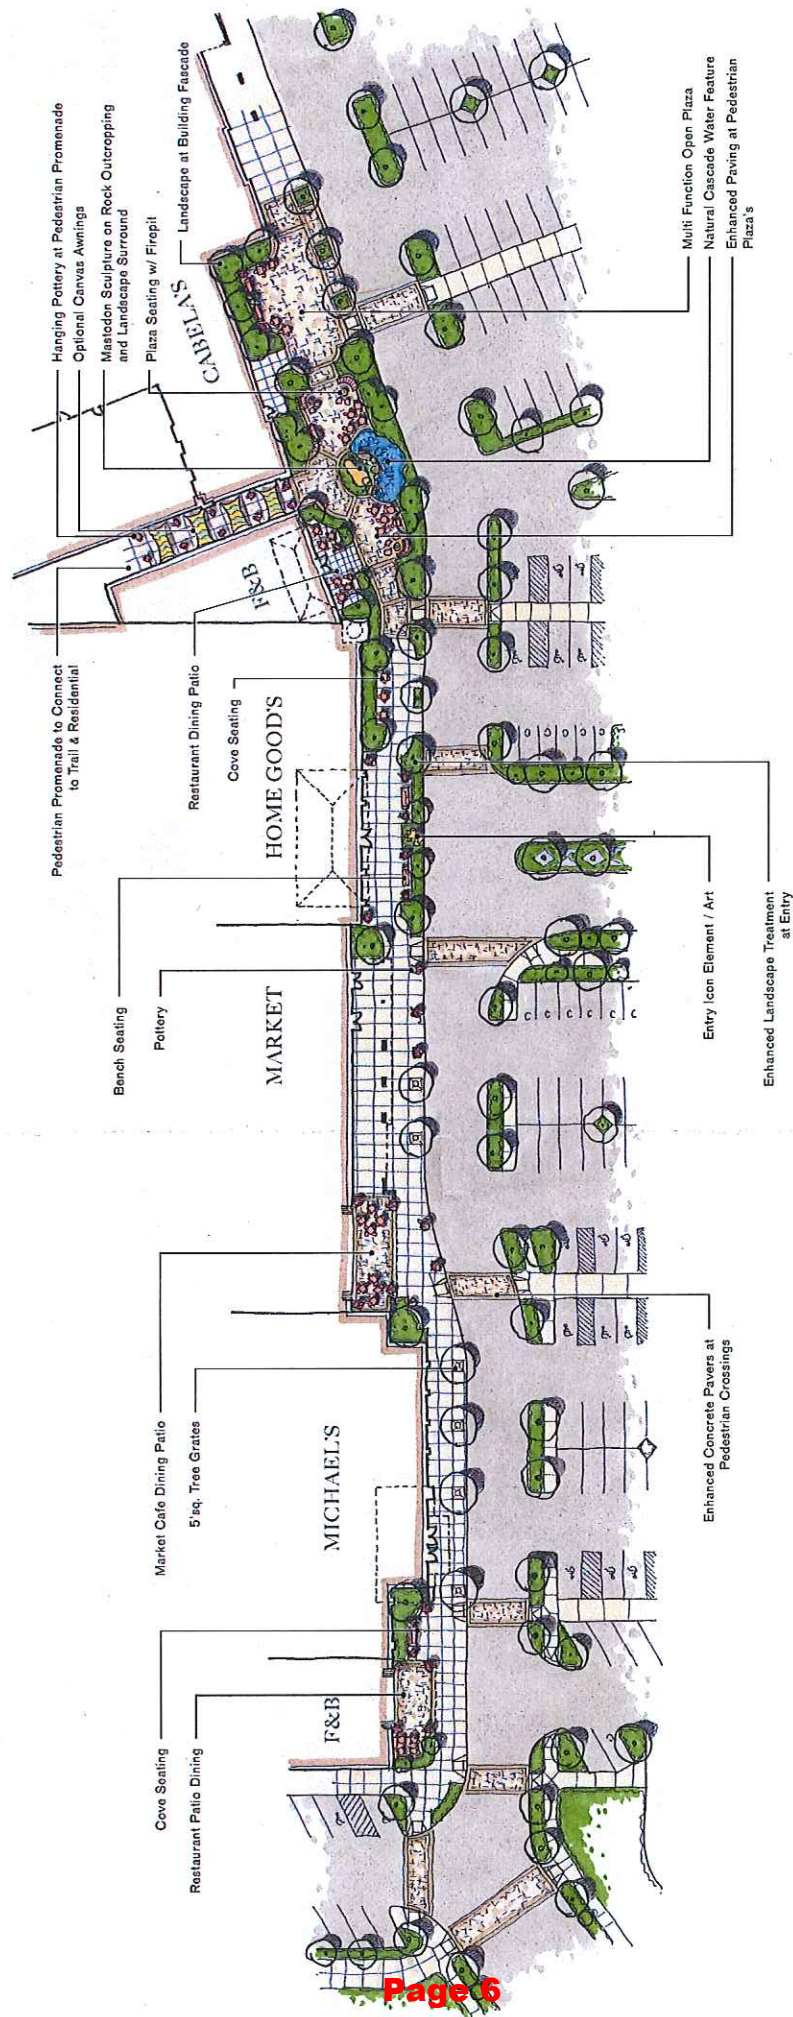 Hanging Pottery at Pedestrian Promenade
Optional Canvas Awnings
Mastodon Sculpture on Rock Outcropping
and Landscape Surround
Plaza Seating w/ Firepit
Landscape at Building Fascade
CABELA'S
Pedestrian Promenade to Connect
to Trail & Residential
F&B
Restaurant Dining Patio
Cove Seating
HOME GOOD'S
Bench Seating
Pottery
MARKET
Market Cafe Dining Patio
5'sq. Tree Grates
MICHAEL'S
Cove Seating
Restaurant Patio Dining
F&B
Multi Function Open Plaza
Natural Cascade Water Feature
Enhanced Paving at Pedestrian
Plaza's
Entry Icon Element / Art
Enhanced Landscape Treatment
at Entry
Enhanced Concrete Pavers at
Pedestrian Crossings
Page 6